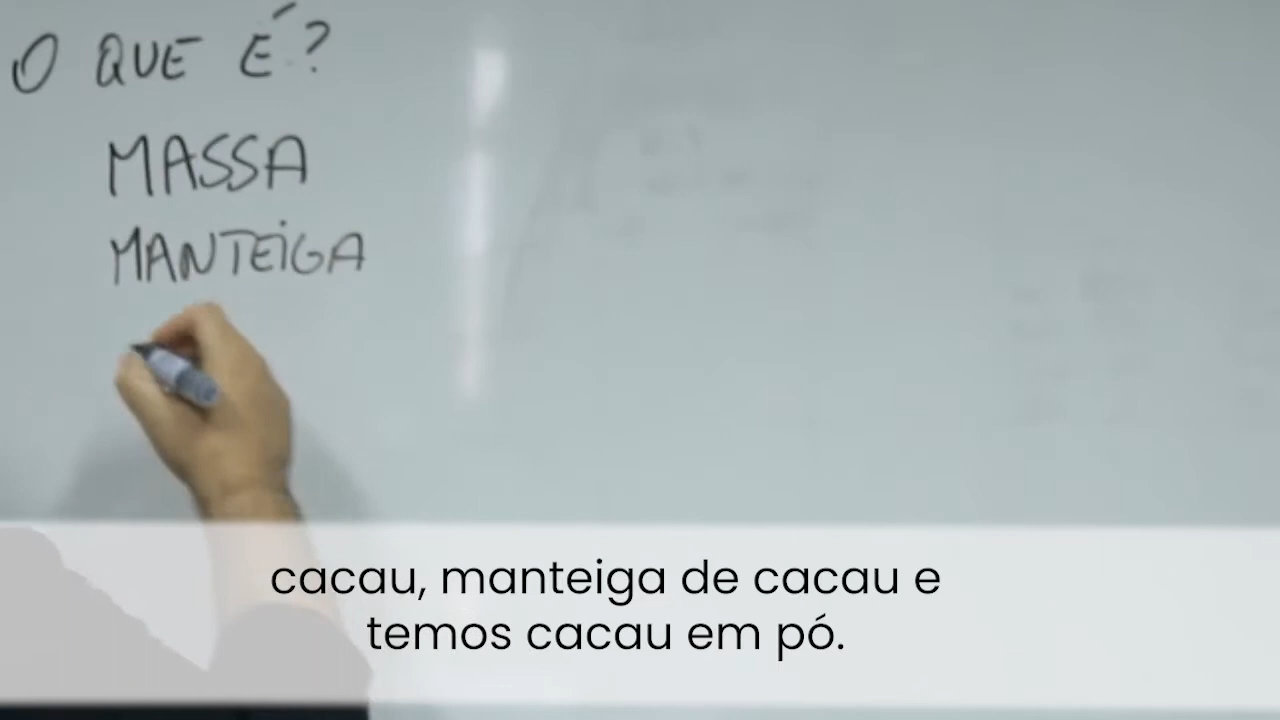 O QUE É?
MASSA
MANTEIGA
cacau, manteiga de cacau e
temos cacau em pó.